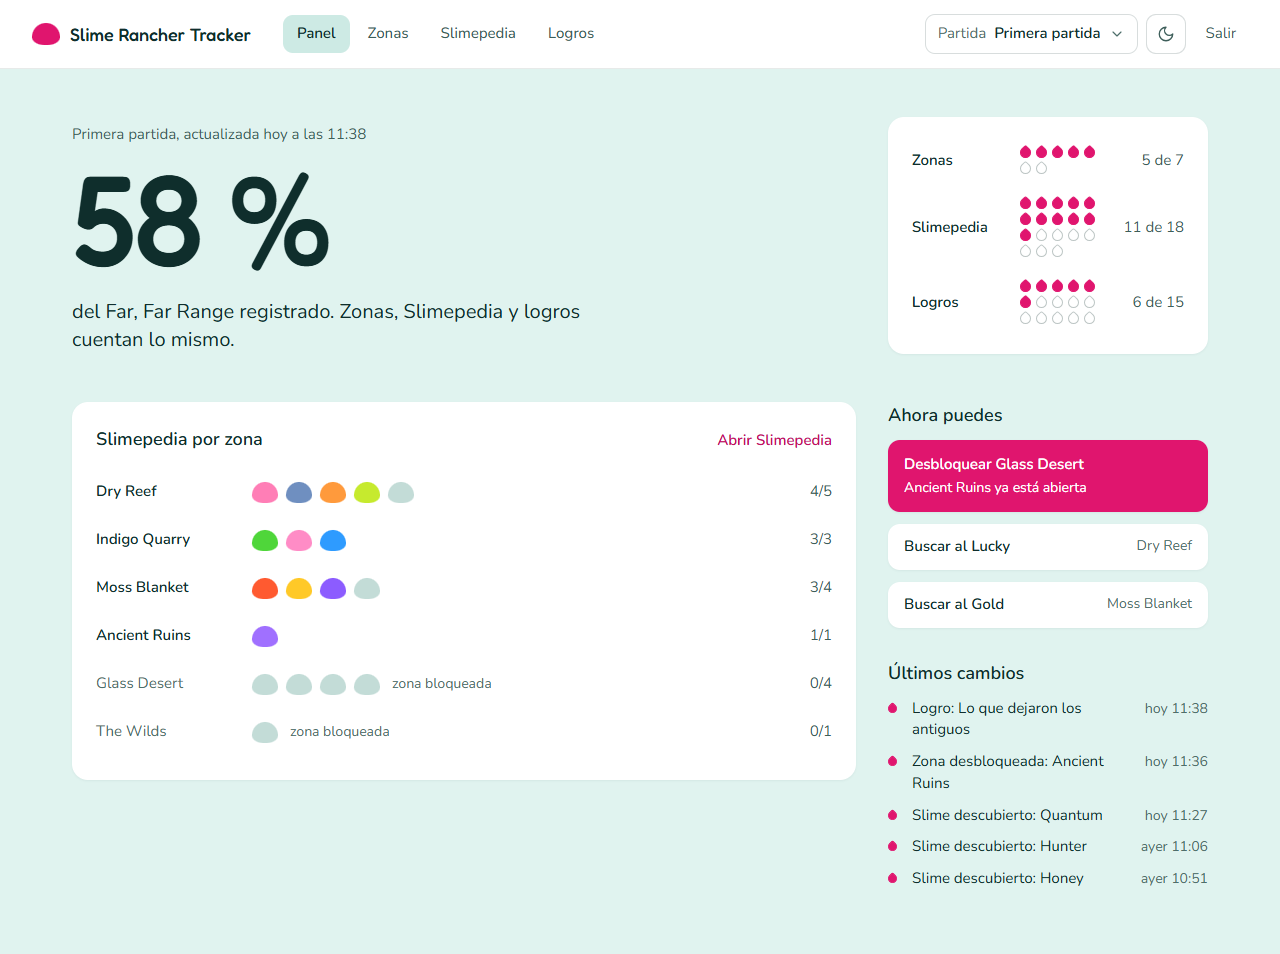 Slime Rancher Tracker
Panel
Zonas
Slimepedia
Logros
Partida Primera partida
Salir
Primera partida, actualizada hoy a las 11:38
58 %
del Far, Far Range registrado. Zonas, Slimepedia y logros
cuentan lo mismo.
Zonas 5 de 7
Slimepedia 11 de 18
Logros 6 de 15
Slimepedia por zona
Abrir Slimepedia
Dry Reef 4/5
Indigo Quarry 3/3
Moss Blanket 3/4
Ancient Ruins 1/1
Glass Desert zona bloqueada 0/4
The Wilds zona bloqueada 0/1
Ahora puedes
Desbloquear Glass Desert
Ancient Ruins ya está abierta
Buscar al Lucky Dry Reef
Buscar al Gold Moss Blanket
Últimos cambios
Logro: Lo que dejaron los hoy 11:38
antiguos
Zona desbloqueada: Ancient hoy 11:36
Ruins
Slime descubierto: Quantum hoy 11:27
Slime descubierto: Hunter ayer 11:06
Slime descubierto: Honey ayer 10:51